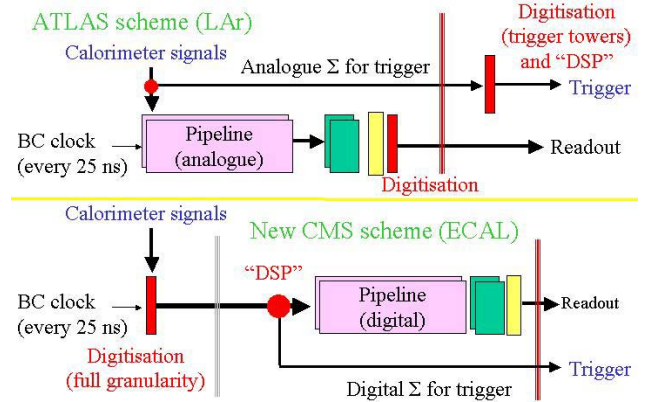 ATLAS scheme (LAr)
Digitisation
(trigger towers)
and “DSP”
Calorimeter signals
Analogue Σ for trigger
Trigger
BC clock
(every 25 ns)
Pipeline
(analogue)
Readout
Digitisation
Calorimeter signals
New CMS scheme (ECAL)
“DSP”
BC clock
(every 25 ns)
Pipeline
(digital)
Readout
Digitisation
(full granularity)
Trigger
Digital Σ for trigger